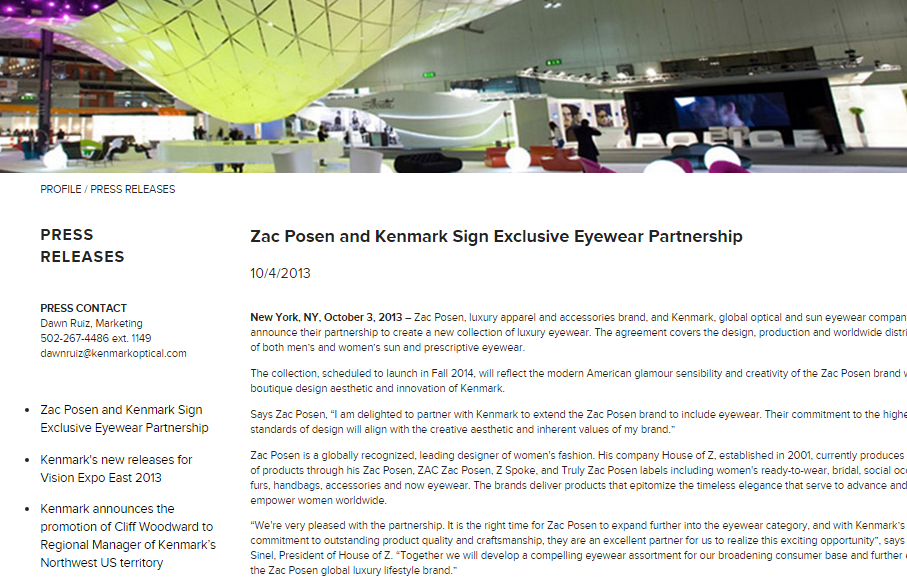 POLICE
PROFILE / PRESS RELEASES
PRESS
RELEASES
PRESS CONTACT
Dawn Ruiz, Marketing
502-267-4486 ext. 1149
dawnruiz@kenmarkoptical.com
• Zac Posen and Kenmark Sign
Exclusive Eyewear Partnership
• Kenmark's new releases for
Vision Expo East 2013
• Kenmark announces the
promotion of Cliff Woodward to
Regional Manager of Kenmark's
Northwest US territory
Zac Posen and Kenmark Sign Exclusive Eyewear Partnership
10/4/2013
New York, NY, October 3, 2013 – Zac Posen, luxury apparel and accessories brand, and Kenmark, global optical and sun eyewear compan
announce their partnership to create a new collection of luxury eyewear. The agreement covers the design, production and worldwide distri
of both men's and women's sun and prescriptive eyewear.
The collection, scheduled to launch in Fall 2014, will reflect the modern American glamour sensibility and creativity of the Zac Posen brand w
boutique design aesthetic and innovation of Kenmark.
Says Zac Posen, “I am delighted to partner with Kenmark to extend the Zac Posen brand to include eyewear. Their commitment to the highe
standards of design will align with the creative aesthetic and inherent values of my brand.”
Zac Posen is a globally recognized, leading designer of women's fashion. His company House of Z, established in 2001, currently produces
of products through his Zac Posen, ZAC Zac Posen, Z Spoke, and Truly Zac Posen labels including women's ready-to-wear, bridal, social occ
furs, handbags, accessories and now eyewear. The brands deliver products that epitomize the timeless elegance that serve to advance and
empower women worldwide.
“We're very pleased with the partnership. It is the right time for Zac Posen to expand further into the eyewear category, and with Kenmark's
commitment to outstanding product quality and craftsmanship, they are an excellent partner for us to realize this exciting opportunity”, says
Sinel, President of House of Z. “Together we will develop a compelling eyewear assortment for our broadening consumer base and further e
the Zac Posen global luxury lifestyle brand.”